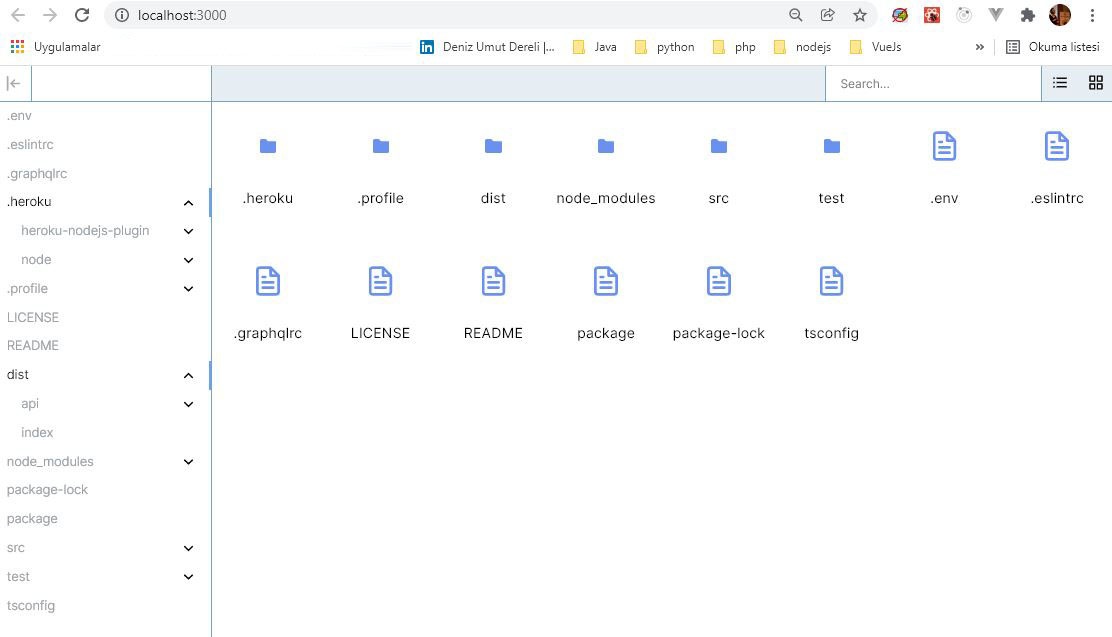 localhost:3000
Uygulamalar
Deniz Umut Dereli |...
Java
python
php
nodejs
VueJs
»
Okuma listesi
Search...
.env
.eslintrc
.graphqlrc
.heroku
heroku-nodejs-plugin
node
.profile
LICENSE
README
dist
api
index
node_modules
package-lock
package
src
test
tsconfig
.heroku
.profile
dist
node_modules
src
test
.env
.eslintrc
.graphqlrc
LICENSE
README
package
package-lock
tsconfig